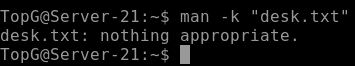 TopG@Server-21:~$ man -k "desk.txt"
desk.txt: nothing appropriate.
TopG@Server-21:~$